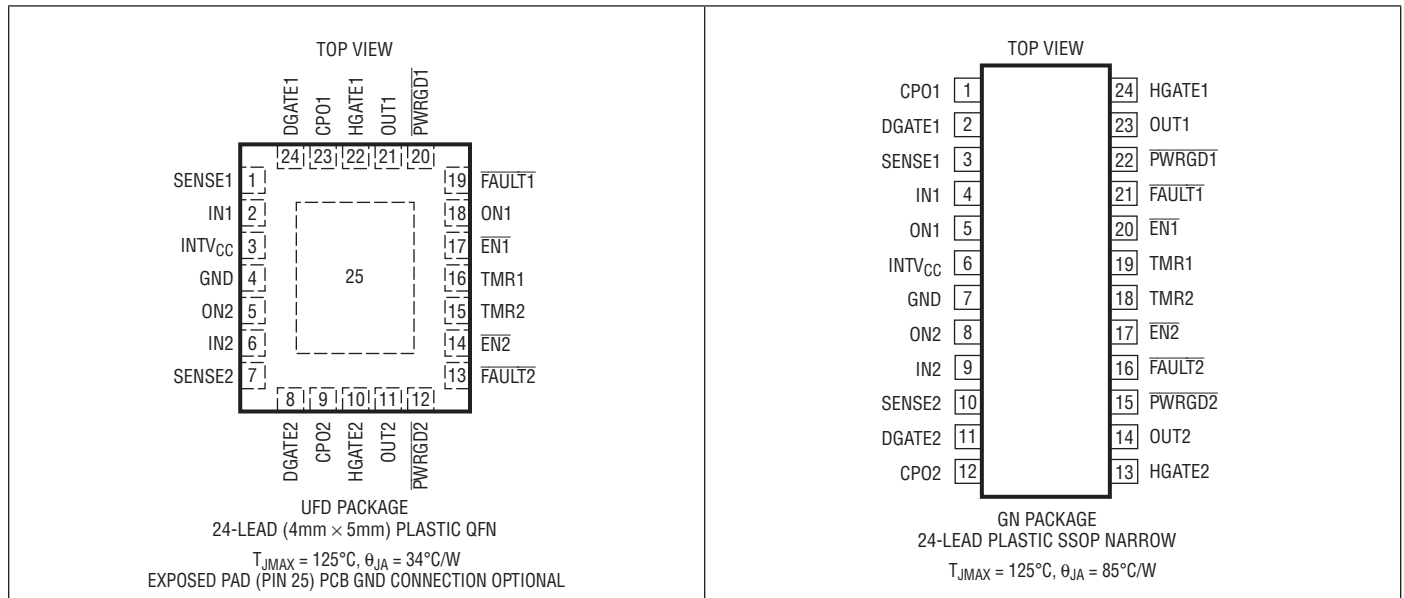 TOP VIEW
DGATE1
CPO1
HGATE1
OUT1
PWRGD1
24 23 22 21 20
SENSE1 1
IN1 2
INTVCC 3
GND 4
ON2 5
IN2 6
SENSE2 7
19 FAULT1
18 ON1
17 EN1
16 TMR1
15 TMR2
14 EN2
13 FAULT2
25
8 9 10 11 12
DGATE2
CPO2
HGATE2
OUT2
PWRGD2
UFD PACKAGE
24-LEAD (4mm × 5mm) PLASTIC QFN
TJMAX = 125°C, θJA = 34°C/W
EXPOSED PAD (PIN 25) PCB GND CONNECTION OPTIONAL
TOP VIEW
CPO1 1
DGATE1 2
SENSE1 3
IN1 4
ON1 5
INTVCC 6
GND 7
ON2 8
IN2 9
SENSE2 10
DGATE2 11
CPO2 12
24 HGATE1
23 OUT1
22 PWRGD1
21 FAULT1
20 EN1
19 TMR1
18 TMR2
17 EN2
16 FAULT2
15 PWRGD2
14 OUT2
13 HGATE2
GN PACKAGE
24-LEAD PLASTIC SSOP NARROW
TJMAX = 125°C, θJA = 85°C/W